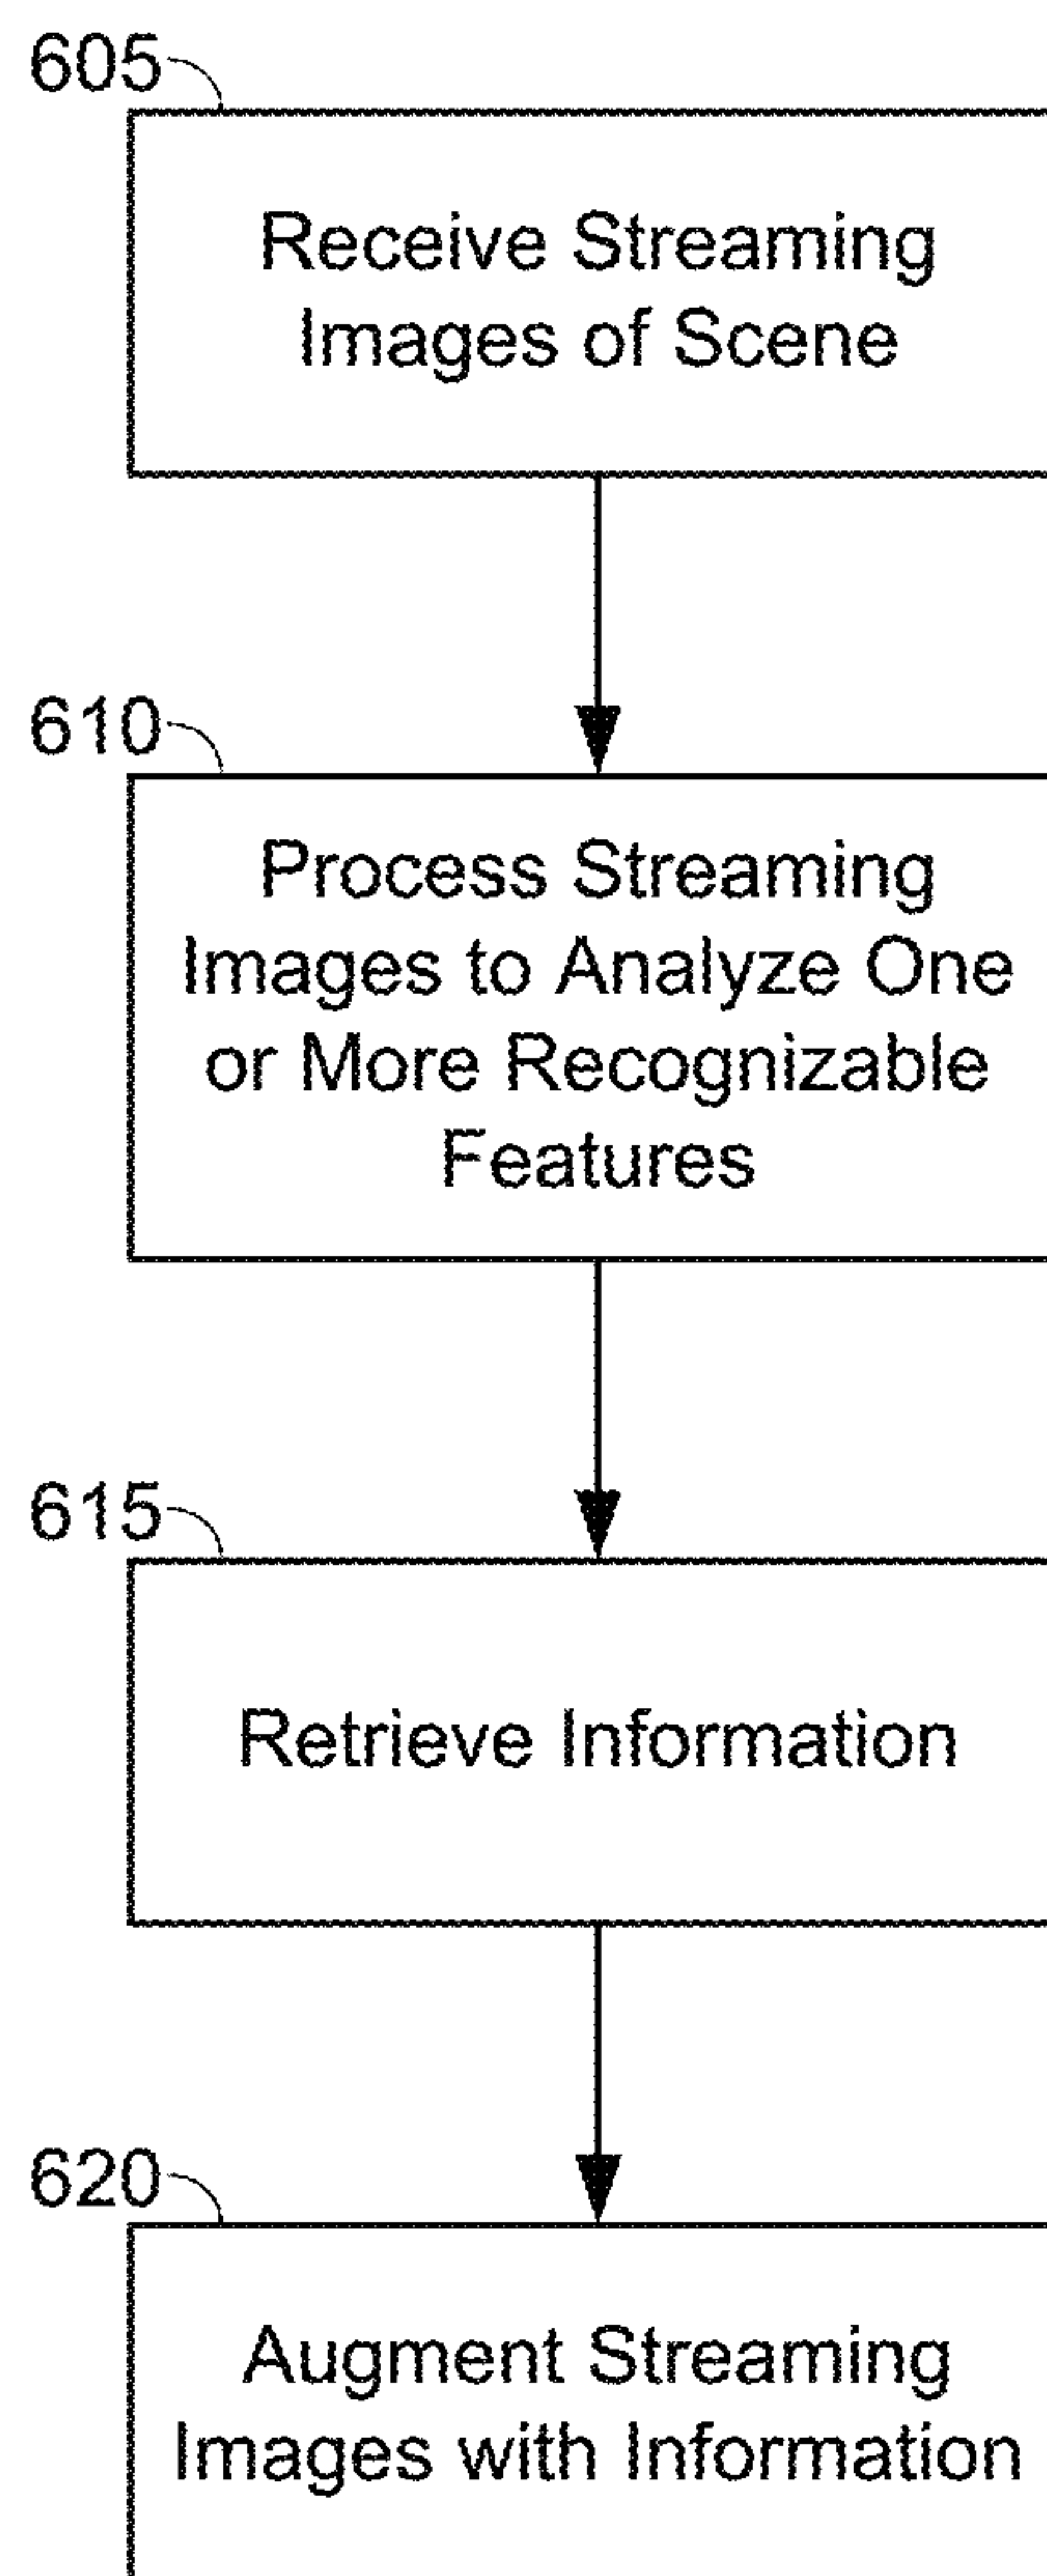 605
Receive Streaming
Images of Scene
610
Process Streaming
Images to Analyze One
or More Recognizable
Features
615
Retrieve Information
620
Augment Streaming
Images with Information